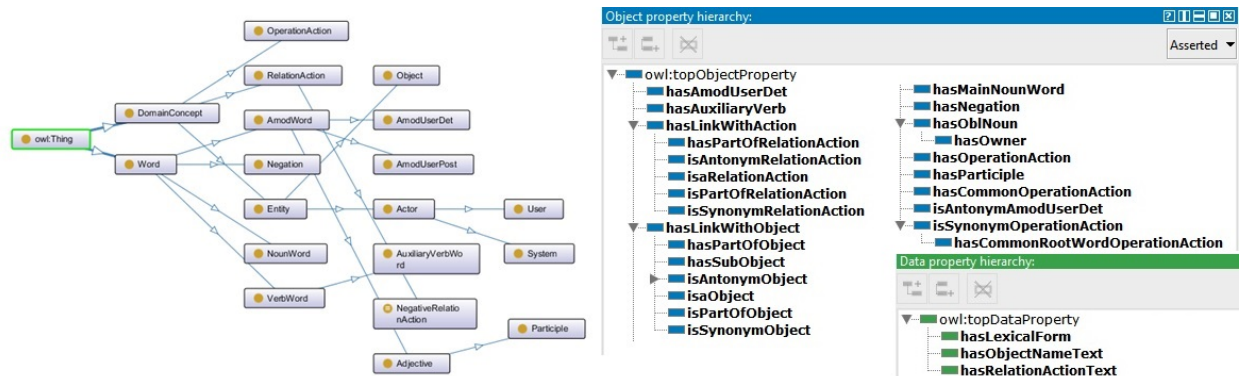 OperationAction
RelationAction
Object
DomainConcept
AmodWord
AmodUserDet
owl:Thing
Word
Negation
AmodUserPost
Entity
Actor
User
NounWord
AuxiliaryVerbWo
rd
System
VerbWord
NegativeRelatio
nAction
Participle
Adjective
Object property hierarchy:
Asserted
owl:topObjectProperty
hasAmodUserDet
hasAuxiliaryVerb
hasLinkWithAction
hasPartOfRelationAction
isAntonymRelationAction
isaRelationAction
isPartOfRelationAction
isSynonymRelationAction
hasLinkWithObject
hasPartOfObject
hasSubObject
isAntonymObject
isaObject
isPartOfObject
isSynonymObject
hasMainNounWord
hasNegation
hasOblNoun
hasOwner
hasOperationAction
hasParticiple
hasCommonOperationAction
isAntonymAmodUserDet
isSynonymOperationAction
hasCommonRootWordOperationAction
Data property hierarchy:
owl:topDataProperty
hasLexicalForm
hasObjectNameText
hasRelationActionText